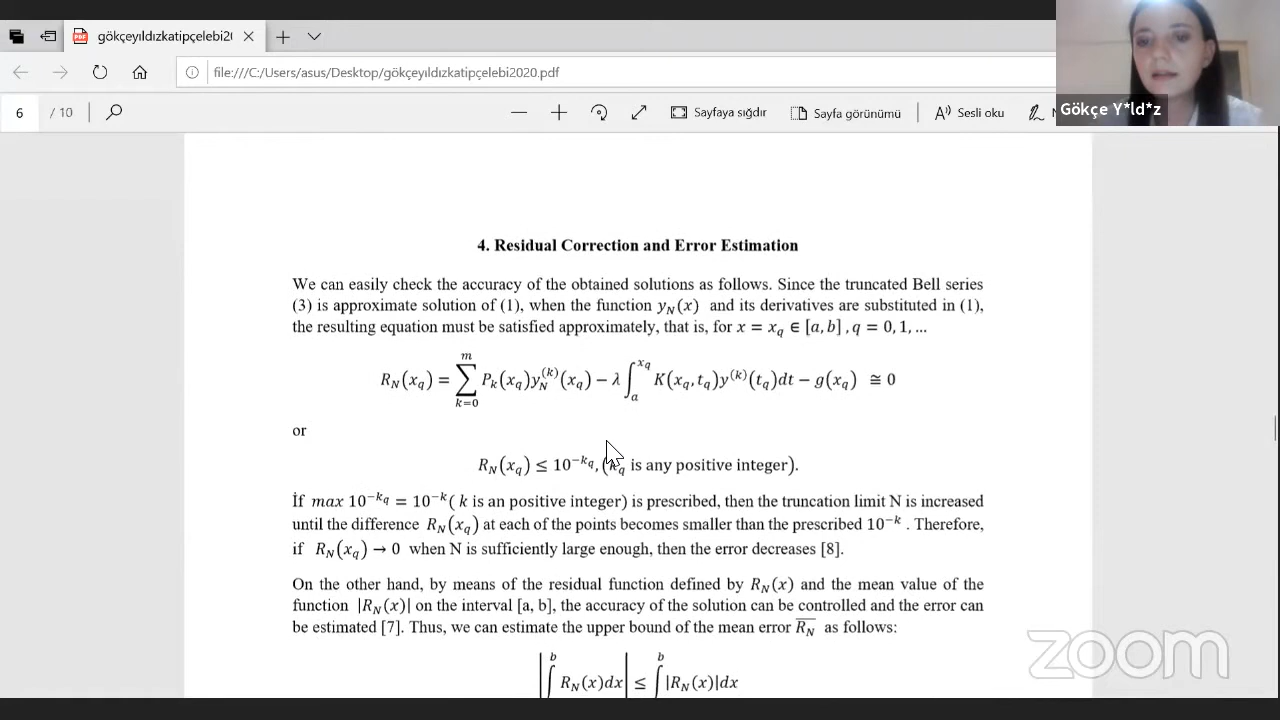 gökçeyıldızkatipçelebi2
file:///C:/Users/asus/Desktop/gökçeyıldızkatipçelebi2020.pdf
6 / 10
Sayfaya sığdır
Sayfa görünümü
Sesli oku
Gökçe Y*ld*z
4. Residual Correction and Error Estimation
We can easily check the accuracy of the obtained solutions as follows. Since the truncated Bell series
(3) is approximate solution of (1), when the function y_N(x) and its derivatives are substituted in (1),
the resulting equation must be satisfied approximately, that is, for x = x_q ∈ [a, b] , q = 0, 1, ...
R_N(x_q) = ∑_{k=0}^{m} P_k(x_q)y_N^{(k)}(x_q) − λ ∫_a^{x_q} K(x_q, t_q)y^{(k)}(t_q)dt − g(x_q) ≅ 0
or
R_N(x_q) ≤ 10^{−k_q}, (k_q is any positive integer).
İf max 10^{−k_q} = 10^{−k} ( k is an positive integer) is prescribed, then the truncation limit N is increased
until the difference R_N(x_q) at each of the points becomes smaller than the prescribed 10^{−k} . Therefore,
if R_N(x_q) → 0 when N is sufficiently large enough, then the error decreases [8].
On the other hand, by means of the residual function defined by R_N(x) and the mean value of the
function |R_N(x)| on the interval [a, b], the accuracy of the solution can be controlled and the error can
be estimated [7]. Thus, we can estimate the upper bound of the mean error \overline{R_N} as follows:
|∫_a^b R_N(x)dx| ≤ ∫_a^b |R_N(x)|dx
zoom